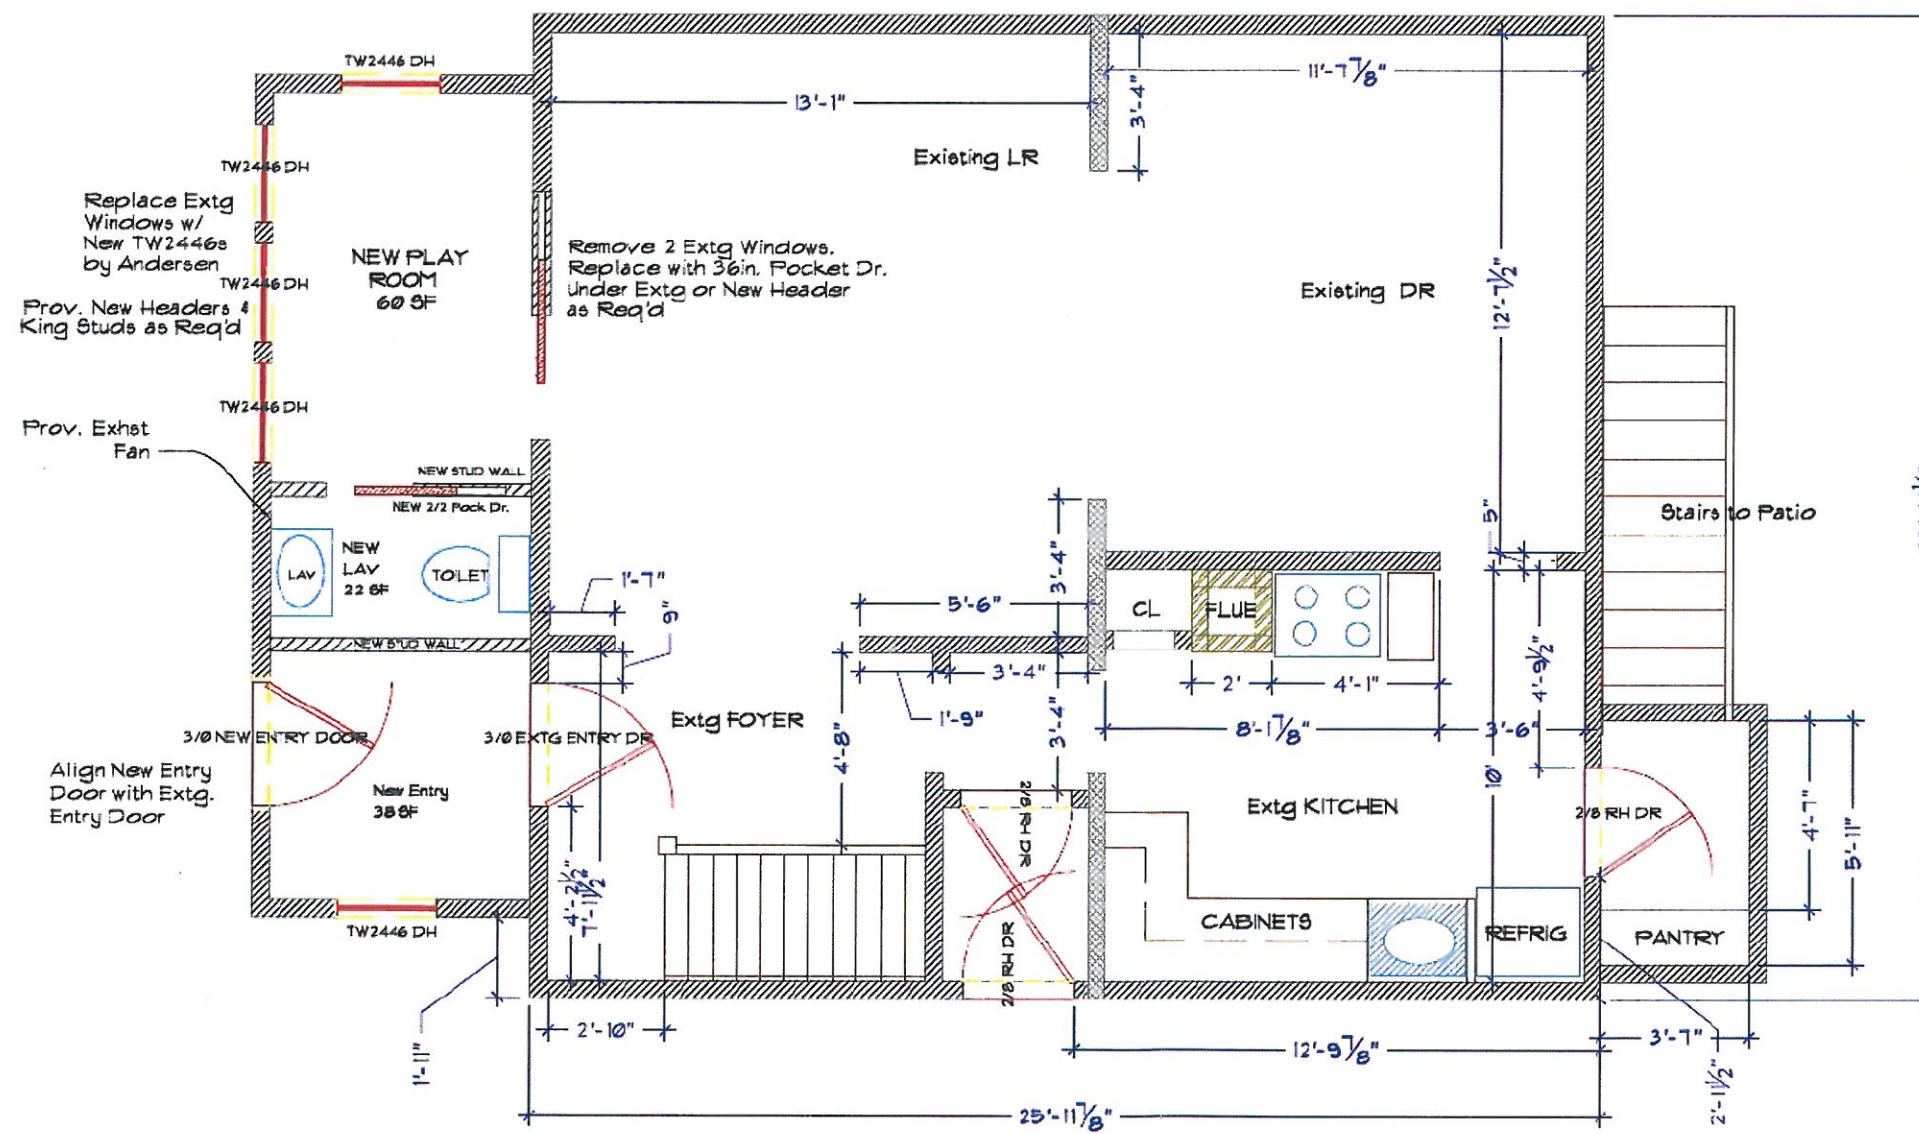 TW2446 DH
11'-7 7/8"
13'-1"
3'-4"
Existing LR
TW2446 DH
Replace Extg
Windows w/
New TW2446s
by Andersen
NEW PLAY
ROOM
60 SF
Remove 2 Extg Windows.
Replace with 36in. Pocket Dr.
Under Extg or New Header
as Req'd
Existing DR
12'-7 1/2"
TW2446 DH
Prov. New Headers &
King Studs as Req'd
TW2446 DH
Prov. Exhst
Fan
NEW STUD WALL
NEW 2/2 Pock Dr.
5"
Stairs to Patio
LAV
NEW
LAV
22 SF
TOILET
1'-7"
9"
5'-6"
3'-4"
CL
FLUE
NEW STUD WALL
3'-4"
1'-9"
2'
4'-1"
4'-9 1/2"
Extg FOYER
3/0 NEW ENTRY DOOR
3/0 EXTG ENTRY DR
4'-8"
3'-4"
8'-1 7/8"
3'-6"
10'
Align New Entry
Door with Extg.
Entry Door
New Entry
38 SF
2/8 RH DR
Extg KITCHEN
2/8 RH DR
4'-7"
5'-11"
4'-2 1/2"
7'-11 1/2"
2/8 RH DR
CABINETS
REFRIG
PANTRY
TW2446 DH
1'-11"
2'-10"
12'-9 7/8"
3'-7"
2'-1 1/2"
25'-11 7/8"